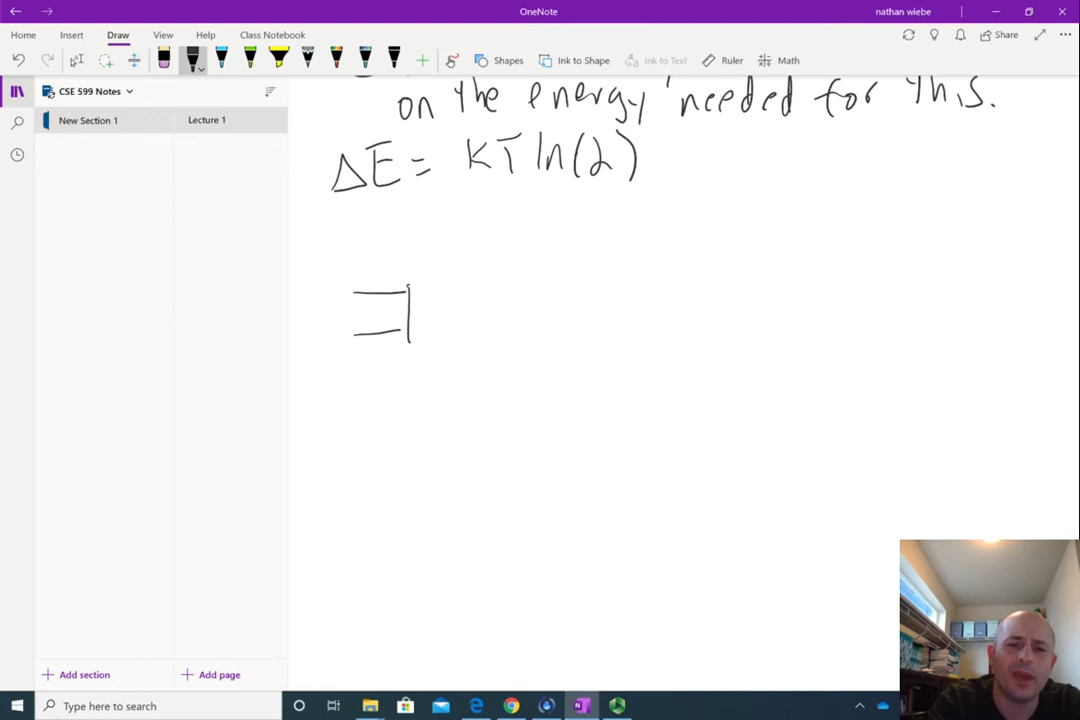 OneNote
nathan wiebe
Home Insert Draw View Help Class Notebook
Share
Shapes Ink to Shape Ink to Text Ruler Math
CSE 599 Notes
New Section 1
Lecture 1
on the energy needed for this.
ΔE = KT ln(2)
Add section
Add page
Type here to search